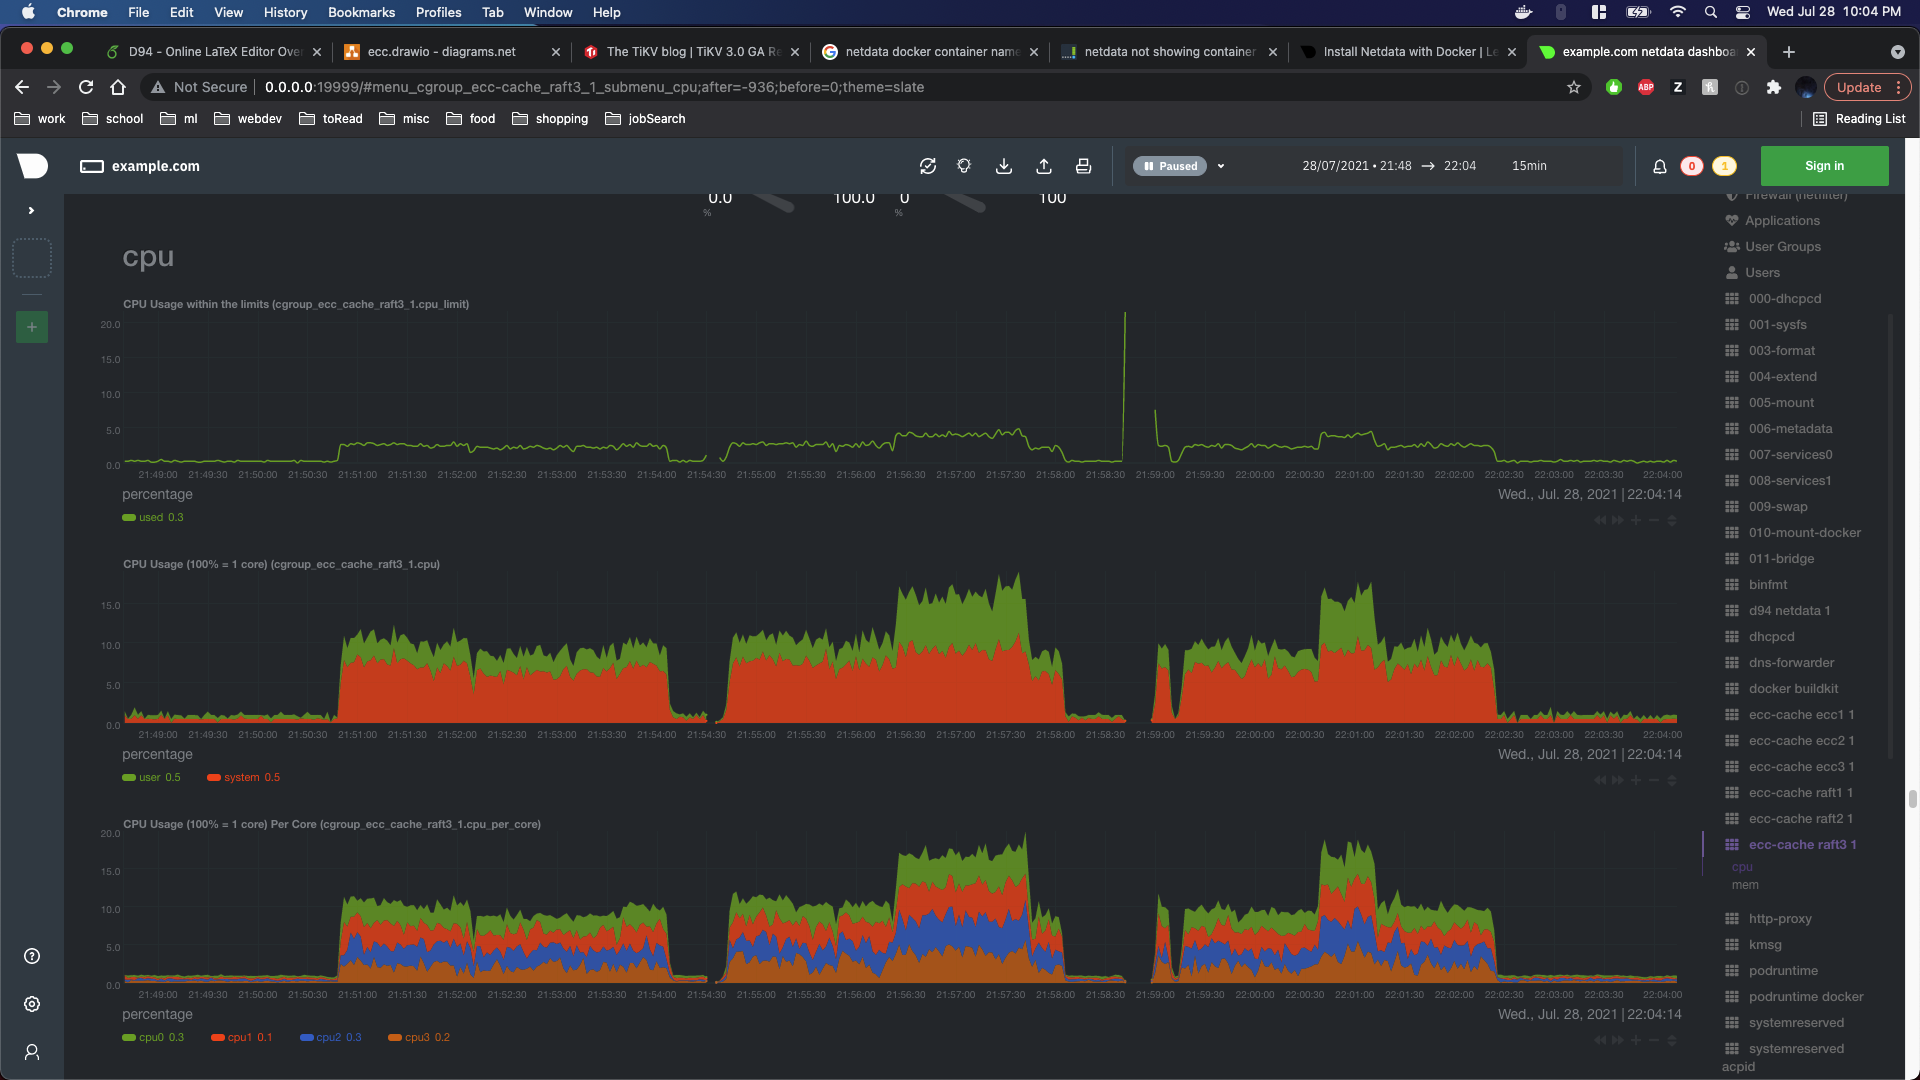 Chrome File Edit View History Bookmarks Profiles Tab Window Help Wed Jul 28 10:04 PM
D94 - Online LaTeX Editor Over
ecc.drawio - diagrams.net
The TiKV blog | TiKV 3.0 GA Re
netdata docker container name
netdata not showing container
Install Netdata with Docker | Le
example.com netdata dashboa
Not Secure 0.0.0.0:19999/#menu_cgroup_ecc-cache_raft3_1_submenu_cpu;after=-936;before=0;theme=slate
ABP
Z
Update
work school ml webdev toRead misc food shopping jobSearch Reading List
example.com
Paused
28/07/2021 • 21:48 → 22:04 15min
0 1
Sign in
0.0 100.0 0 100
% %
cpu
CPU Usage within the limits (cgroup_ecc_cache_raft3_1.cpu_limit)
20.0
15.0
10.0
5.0
0.0
21:49:00 21:49:30 21:50:00 21:50:30 21:51:00 21:51:30 21:52:00 21:52:30 21:53:00 21:53:30 21:54:00 21:54:30 21:55:00 21:55:30 21:56:00 21:56:30 21:57:00 21:57:30 21:58:00 21:58:30 21:59:00 21:59:30 22:00:00 22:00:30 22:01:00 22:01:30 22:02:00 22:02:30 22:03:00 22:03:30 22:04:00
percentage Wed., Jul. 28, 2021 | 22:04:14
used 0.3
CPU Usage (100% = 1 core) (cgroup_ecc_cache_raft3_1.cpu)
15.0
10.0
5.0
0.0
21:49:00 21:49:30 21:50:00 21:50:30 21:51:00 21:51:30 21:52:00 21:52:30 21:53:00 21:53:30 21:54:00 21:54:30 21:55:00 21:55:30 21:56:00 21:56:30 21:57:00 21:57:30 21:58:00 21:58:30 21:59:00 21:59:30 22:00:00 22:00:30 22:01:00 22:01:30 22:02:00 22:02:30 22:03:00 22:03:30 22:04:00
percentage Wed., Jul. 28, 2021 | 22:04:14
user 0.5 system 0.5
CPU Usage (100% = 1 core) Per Core (cgroup_ecc_cache_raft3_1.cpu_per_core)
20.0
15.0
10.0
5.0
0.0
21:49:00 21:49:30 21:50:00 21:50:30 21:51:00 21:51:30 21:52:00 21:52:30 21:53:00 21:53:30 21:54:00 21:54:30 21:55:00 21:55:30 21:56:00 21:56:30 21:57:00 21:57:30 21:58:00 21:58:30 21:59:00 21:59:30 22:00:00 22:00:30 22:01:00 22:01:30 22:02:00 22:02:30 22:03:00 22:03:30 22:04:00
percentage Wed., Jul. 28, 2021 | 22:04:14
cpu0 0.3 cpu1 0.1 cpu2 0.3 cpu3 0.2
Firewall (netfilter)
Applications
User Groups
Users
000-dhcpcd
001-sysfs
003-format
004-extend
005-mount
006-metadata
007-services0
008-services1
009-swap
010-mount-docker
011-bridge
binfmt
d94 netdata 1
dhcpcd
dns-forwarder
docker buildkit
ecc-cache ecc1 1
ecc-cache ecc2 1
ecc-cache ecc3 1
ecc-cache raft1 1
ecc-cache raft2 1
ecc-cache raft3 1
cpu
mem
http-proxy
kmsg
podruntime
podruntime docker
systemreserved
systemreserved
acpid